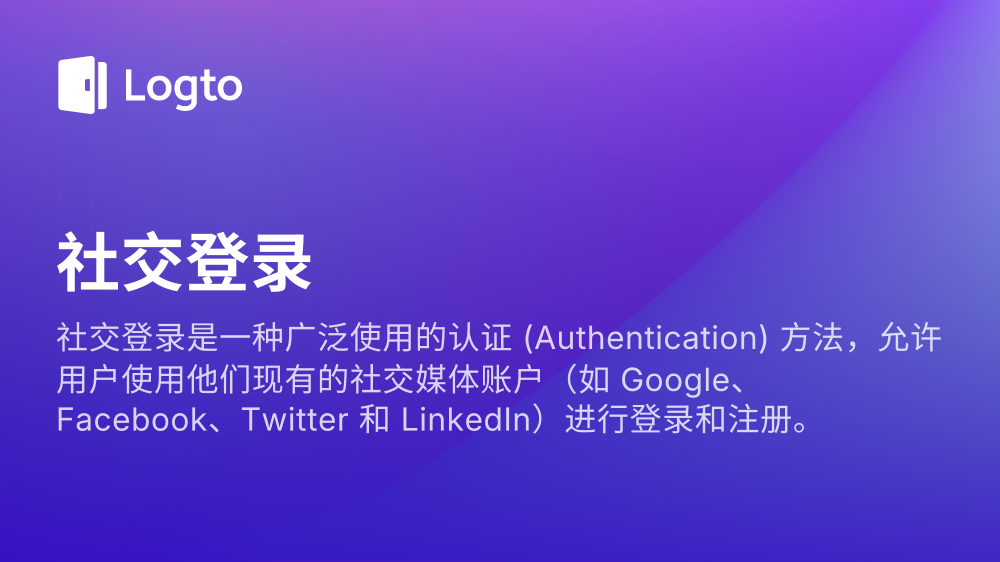 Logto
社交登录
社交登录是一种广泛使用的认证 (Authentication) 方法，允许
用户使用他们现有的社交媒体账户（如 Google、
Facebook、Twitter 和 LinkedIn）进行登录和注册。